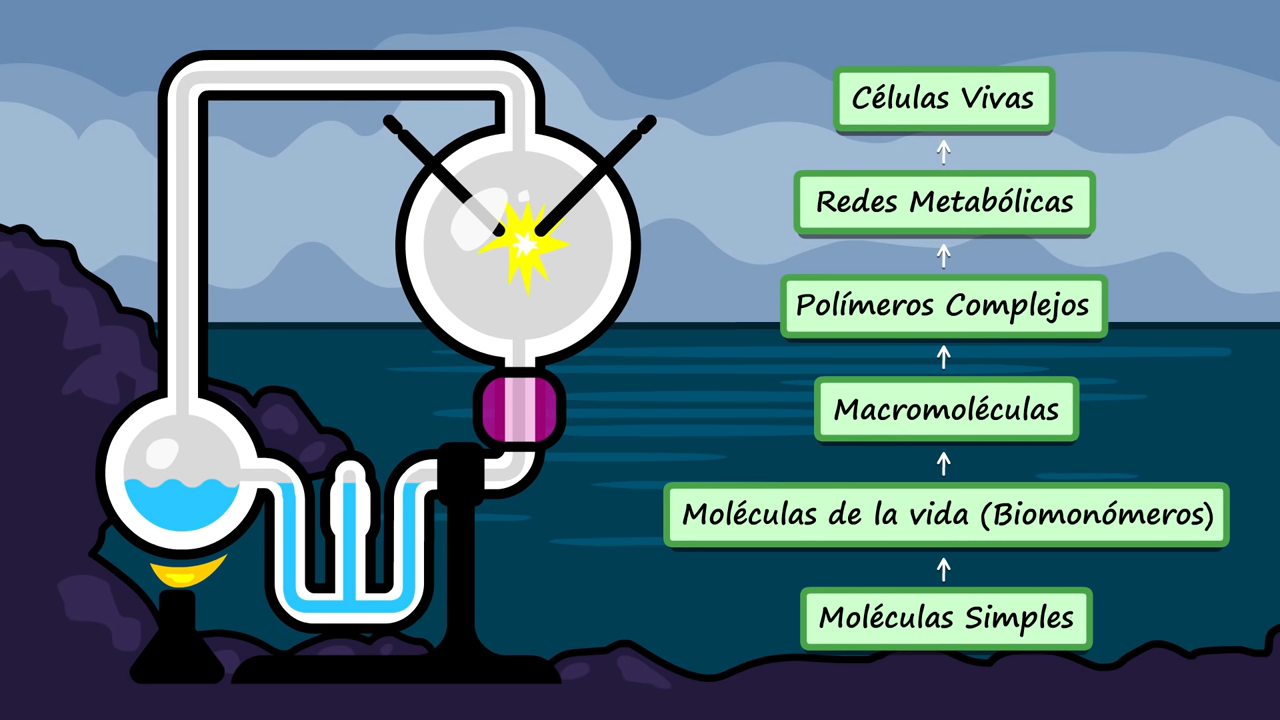 Células Vivas
Redes Metabólicas
Polímeros Complejos
Macromoléculas
Moléculas de la vida (Biomonómeros)
Moléculas Simples